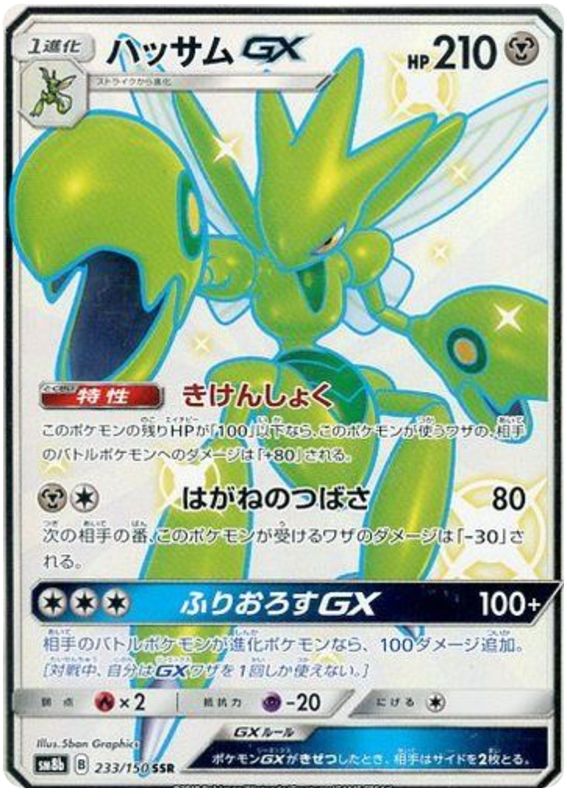 1進化 ハッサムGX HP 210
ストライクから進化
特性 きけんしょく
このポケモンの残りHPが「100」以下なら、このポケモンが使うワザの、相手
のバトルポケモンへのダメージは「+80」される。
はがねのつばさ 80
次の相手の番、このポケモンが受けるワザのダメージは「-30」さ
れる。
ふりおろすGX 100+
相手のバトルポケモンが進化ポケモンなら、100ダメージ追加。
[対戦中、自分はGXワザを1回しか使えない。]
弱点 ×2 抵抗力 -20 にげる
GXルール
Illus. 5ban Graphics
ポケモンGXがきぜつしたとき、相手はサイドを2枚とる。
SM8b B 233/150 SSR